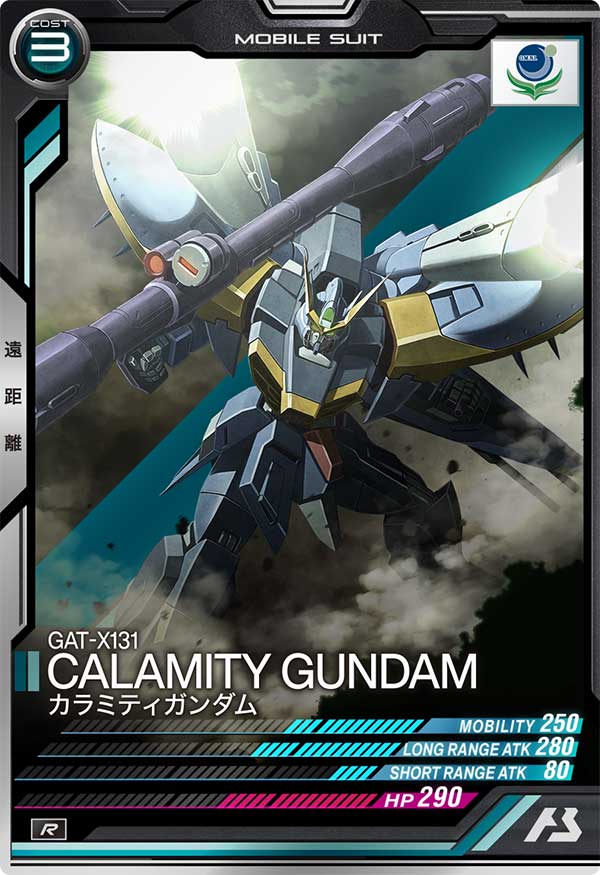 COST
3
MOBILE SUIT
O.M.N.I.
遠距離
GAT-X131
CALAMITY GUNDAM
カラミティガンダム
MOBILITY 250
LONG RANGE ATK 280
SHORT RANGE ATK 80
HP 290
R